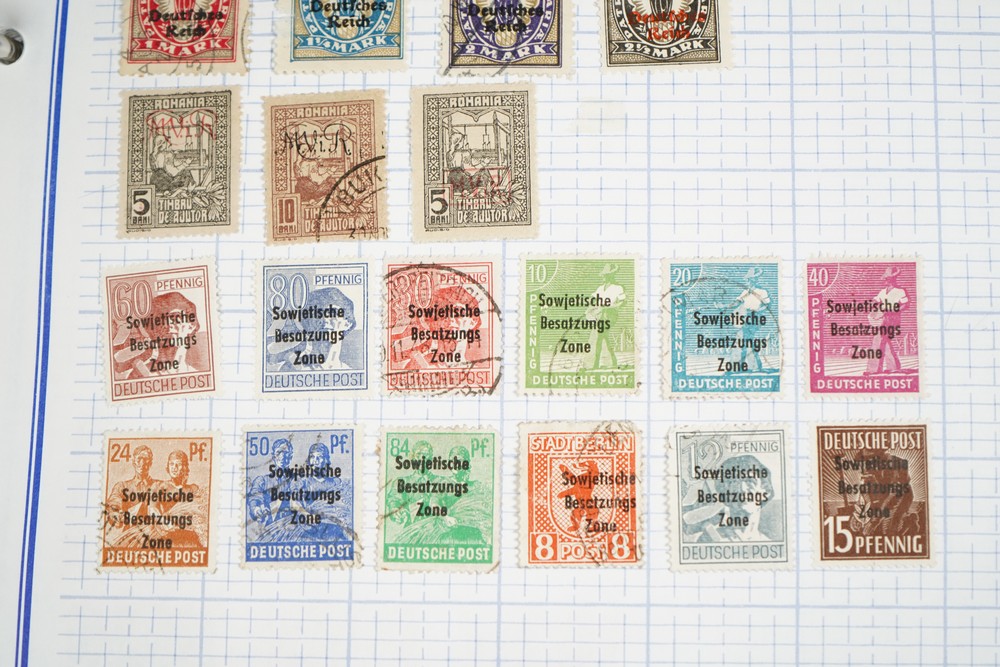 Deutsches
Reich
1 MARK
Deutsches
Reich
1½ MARK
Deutsches
Reich
2 MARK
Deutsches
Reich
2½ MARK
ROMANIA
M.V.i.R.
5
BANI
TIMBRU
DE AJUTOR
ROMANIA
M.V.i.R.
10
BANI
TIMBRU
DE AJUTOR
ROMANIA
5
BANI
TIMBRU
DE AJUTOR
60 PFENNIG
Sowjetische
Besatzungs
Zone
DEUTSCHE POST
80 PFENNIG
Sowjetische
Besatzungs
Zone
DEUTSCHE POST
PFENNIG
Sowjetische
Besatzungs
Zone
DEUTSCHE POST
10
PFENNIG
Sowjetische
Besatzungs
Zone
DEUTSCHE POST
20
PFENNIG
Sowjetische
Besatzungs
Zone
DEUTSCHE POST
40
PFENNIG
Sowjetische
Besatzungs
Zone
DEUTSCHE POST
24 Pf.
Sowjetische
Besatzungs
Zone
DEUTSCHE POST
50 Pf.
Sowjetische
Besatzungs
Zone
DEUTSCHE POST
84 Pf.
Sowjetische
Besatzungs
Zone
DEUTSCHE POST
STADT BERLIN
Sowjetische
Besatzungs
Zone
8 POST 8
12 PFENNIG
Sowjetische
Besatzungs
Zone
DEUTSCHE POST
DEUTSCHE POST
Sowjetische
Besatzungs
Zone
15 PFENNIG